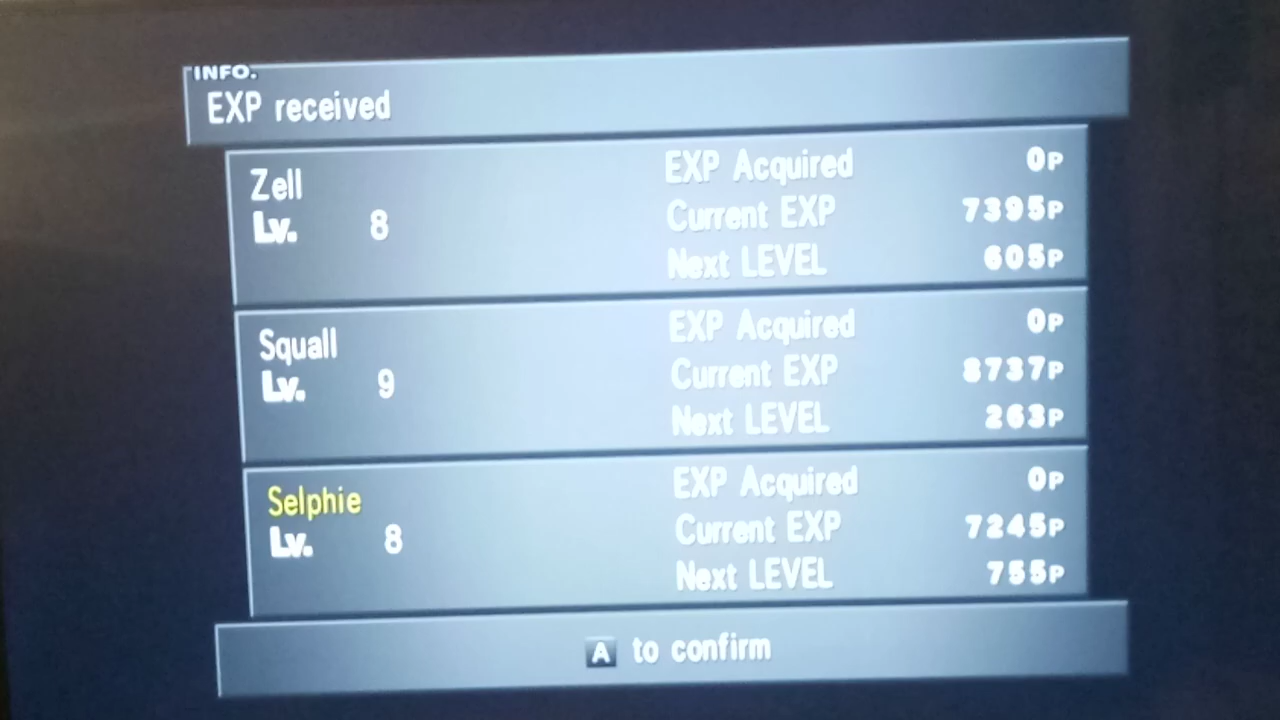 INFO.
EXP received
Zell
Lv. 8
EXP Acquired 0P
Current EXP 7395P
Next LEVEL 605P
Squall
Lv. 9
EXP Acquired 0P
Current EXP 8737P
Next LEVEL 263P
Selphie
Lv. 8
EXP Acquired 0P
Current EXP 7245P
Next LEVEL 755P
A to confirm